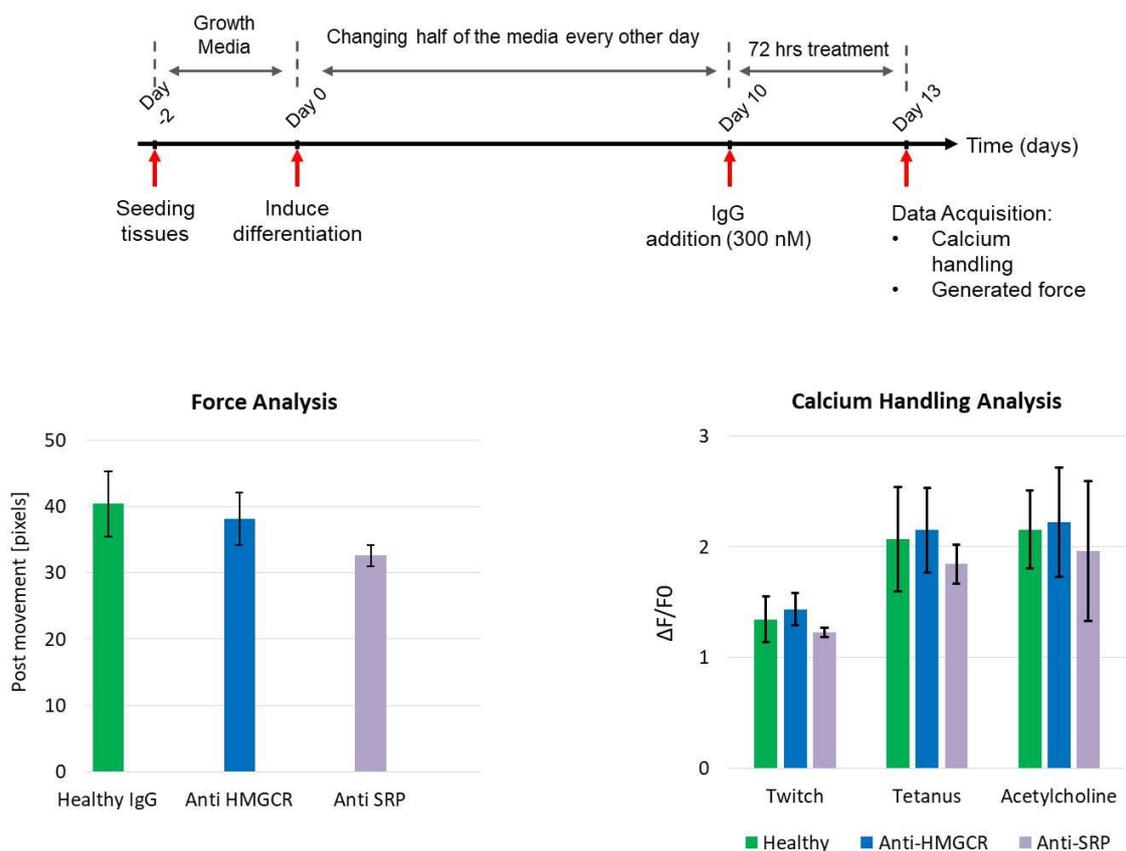 Growth
Media
Changing half of the media every other day
72 hrs treatment
Day
-2
Day 0
Day 10
Day 13
Time (days)
Seeding
tissues
Induce
differentiation
IgG
addition (300 nM)
Data Acquisition:
• Calcium
handling
• Generated force
Force Analysis
Post movement [pixels]
50
40
30
20
10
0
Healthy IgG
Anti HMGCR
Anti SRP
Calcium Handling Analysis
ΔF/F0
3
2
1
0
Twitch
Tetanus
Acetylcholine
Healthy
Anti-HMGCR
Anti-SRP